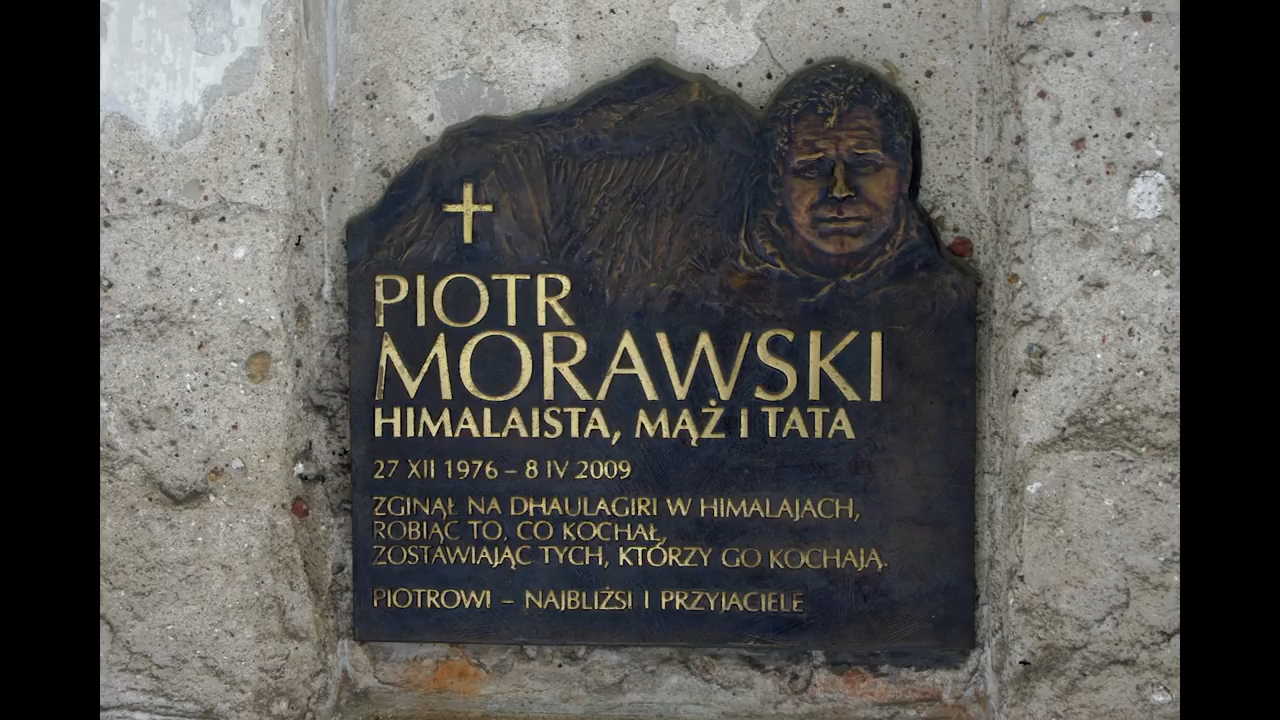 PIOTR
MORAWSKI
HIMALAISTA, MĄŻ I TATA
27 XII 1976 – 8 IV 2009
ZGINĄŁ NA DHAULAGIRI W HIMALAJACH,
ROBIĄC TO, CO KOCHAŁ,
ZOSTAWIAJĄC TYCH, KTÓRZY GO KOCHAJĄ.
PIOTROWI – NAJBLIŻSI I PRZYJACIELE